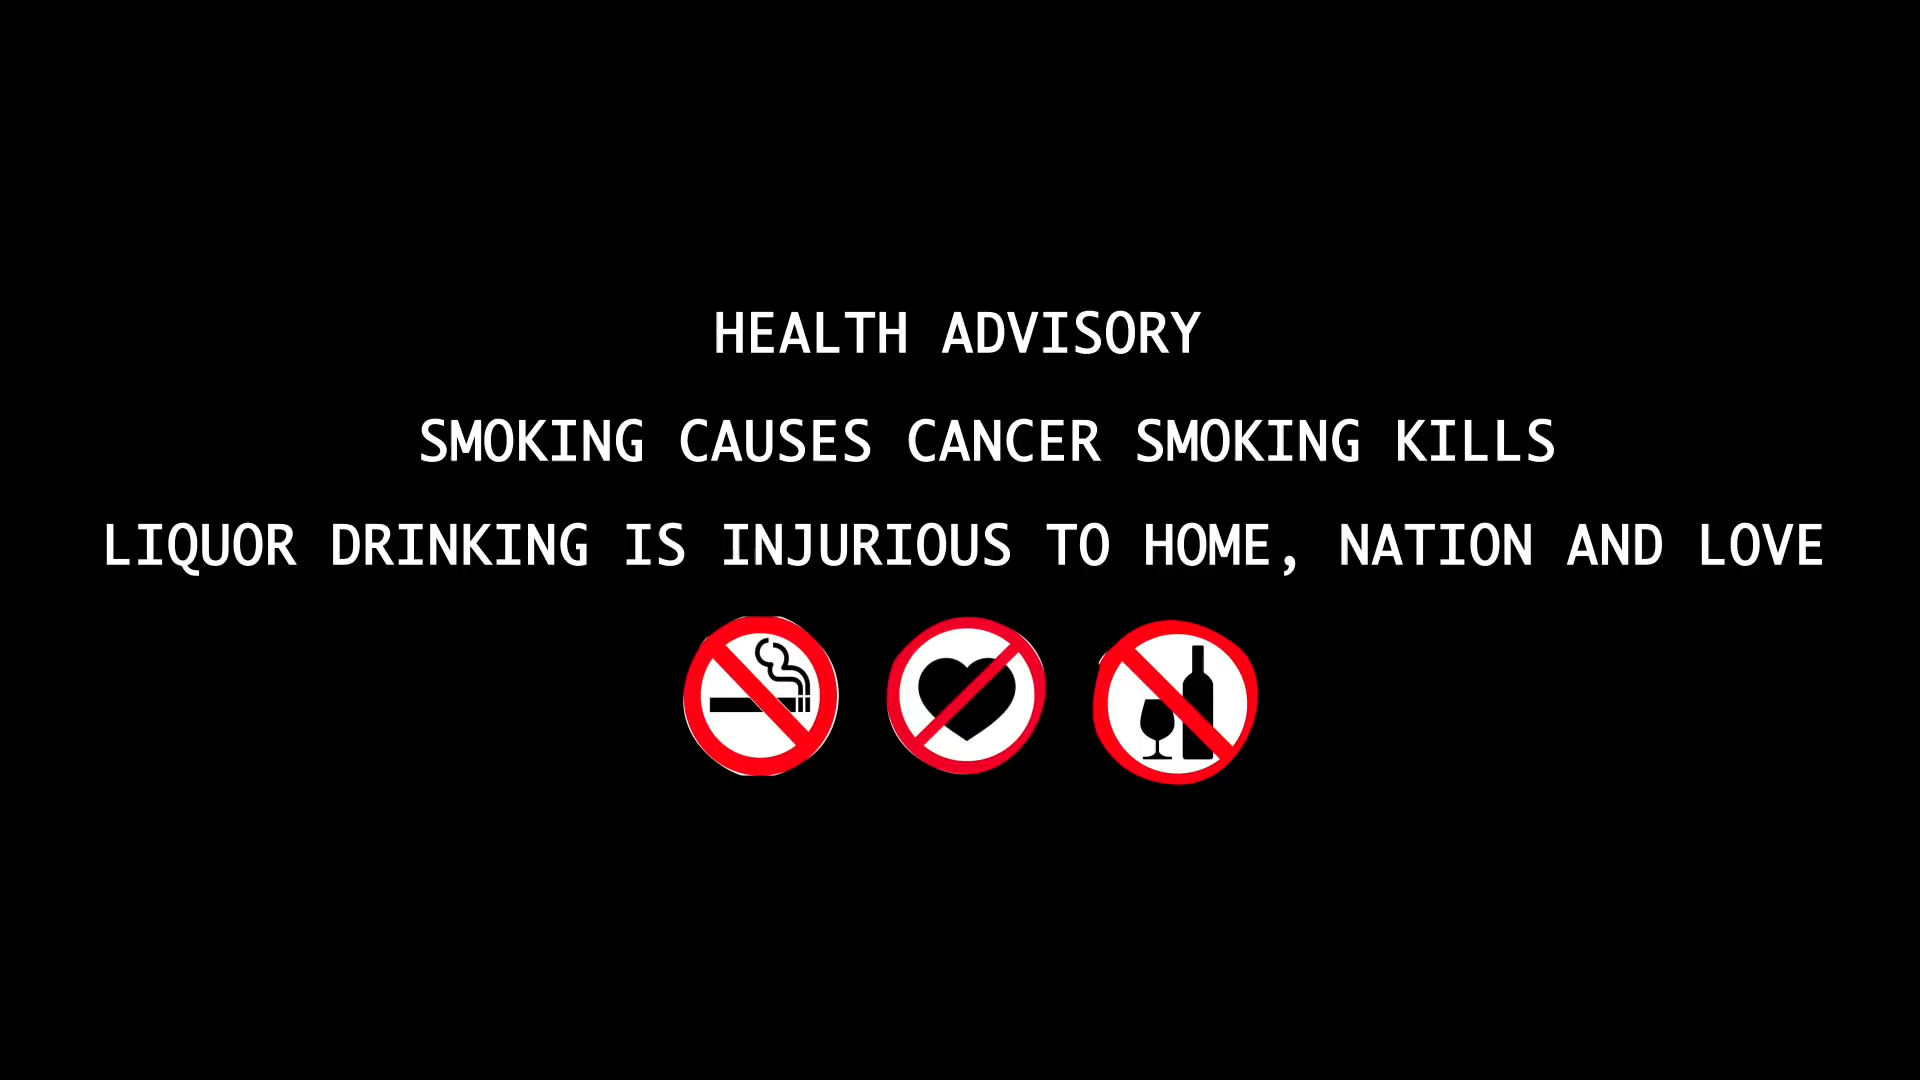 HEALTH ADVISORY
SMOKING CAUSES CANCER SMOKING KILLS
LIQUOR DRINKING IS INJURIOUS TO HOME, NATION AND LOVE